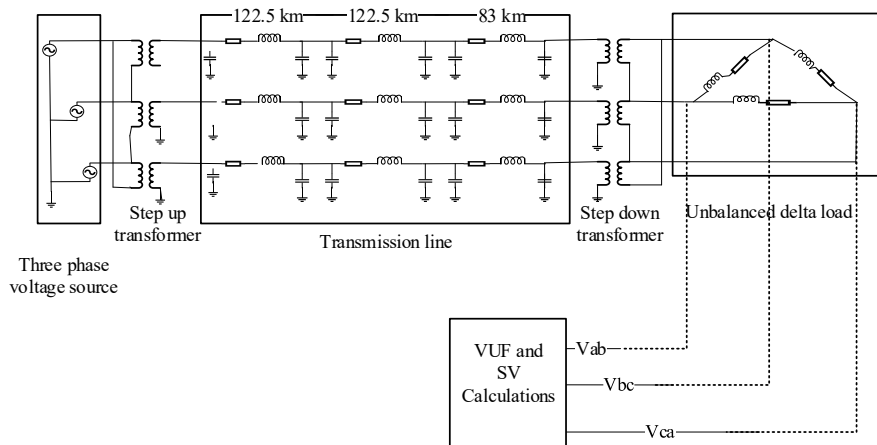 122.5 km
122.5 km
83 km
Step up
transformer
Transmission line
Step down
transformer
Unbalanced delta load
Three phase
voltage source
VUF and
SV
Calculations
Vab
Vbc
Vca